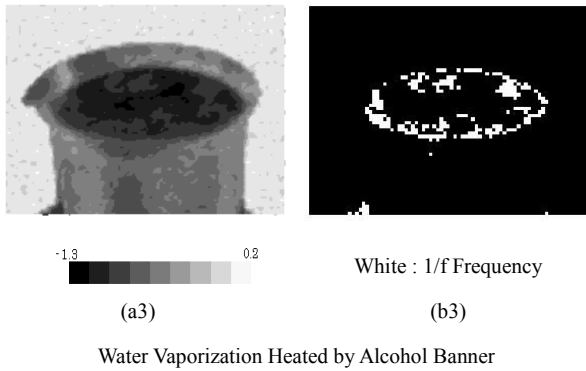 -1.3 0.2
White : 1/f Frequency
(a3) (b3)
Water Vaporization Heated by Alcohol Banner